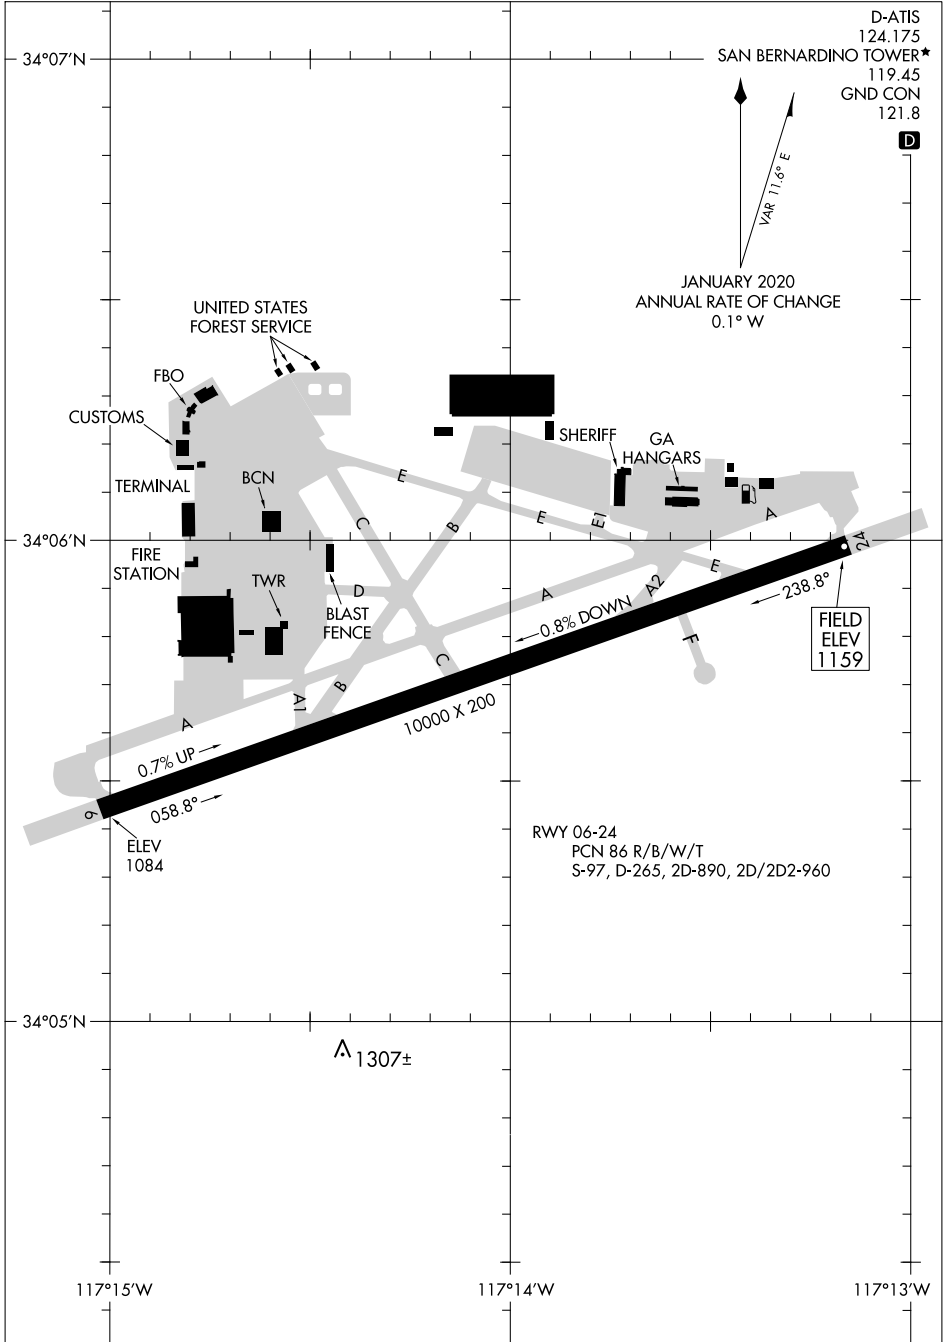 D-ATIS
124.175
34°07'N
SAN BERNARDINO TOWER★
119.45
GND CON
121.8
D
VAR 11.6° E
JANUARY 2020
ANNUAL RATE OF CHANGE
0.1° W
UNITED STATES
FOREST SERVICE
FBO
CUSTOMS
SHERIFF
GA
HANGARS
TERMINAL
BCN
E
C
B
E
E1
A
34°06'N
24
FIRE
STATION
TWR
D
BLAST
FENCE
A
A2
E
0.8% DOWN
238.8°
FIELD
ELEV
1159
F
C
B
A1
A
10000 X 200
0.7% UP
058.8°
6
ELEV
1084
RWY 06-24
PCN 86 R/B/W/T
S-97, D-265, 2D-890, 2D/2D2-960
34°05'N
1307±
117°15'W
117°14'W
117°13'W